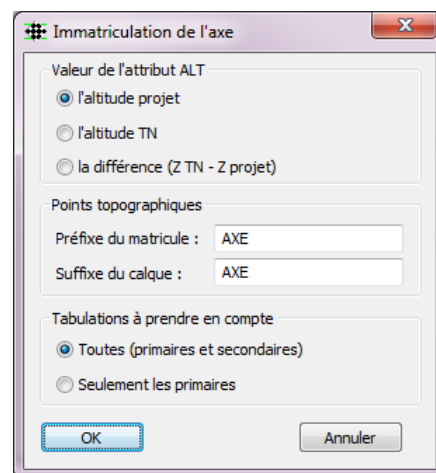 Immatriculation de l'axe
Valeur de l'attribut ALT
l'altitude projet
l'altitude TN
la différence (Z TN - Z projet)
Points topographiques
Préfixe du matricule : AXE
Suffixe du calque : AXE
Tabulations à prendre en compte
Toutes (primaires et secondaires)
Seulement les primaires
OK Annuler